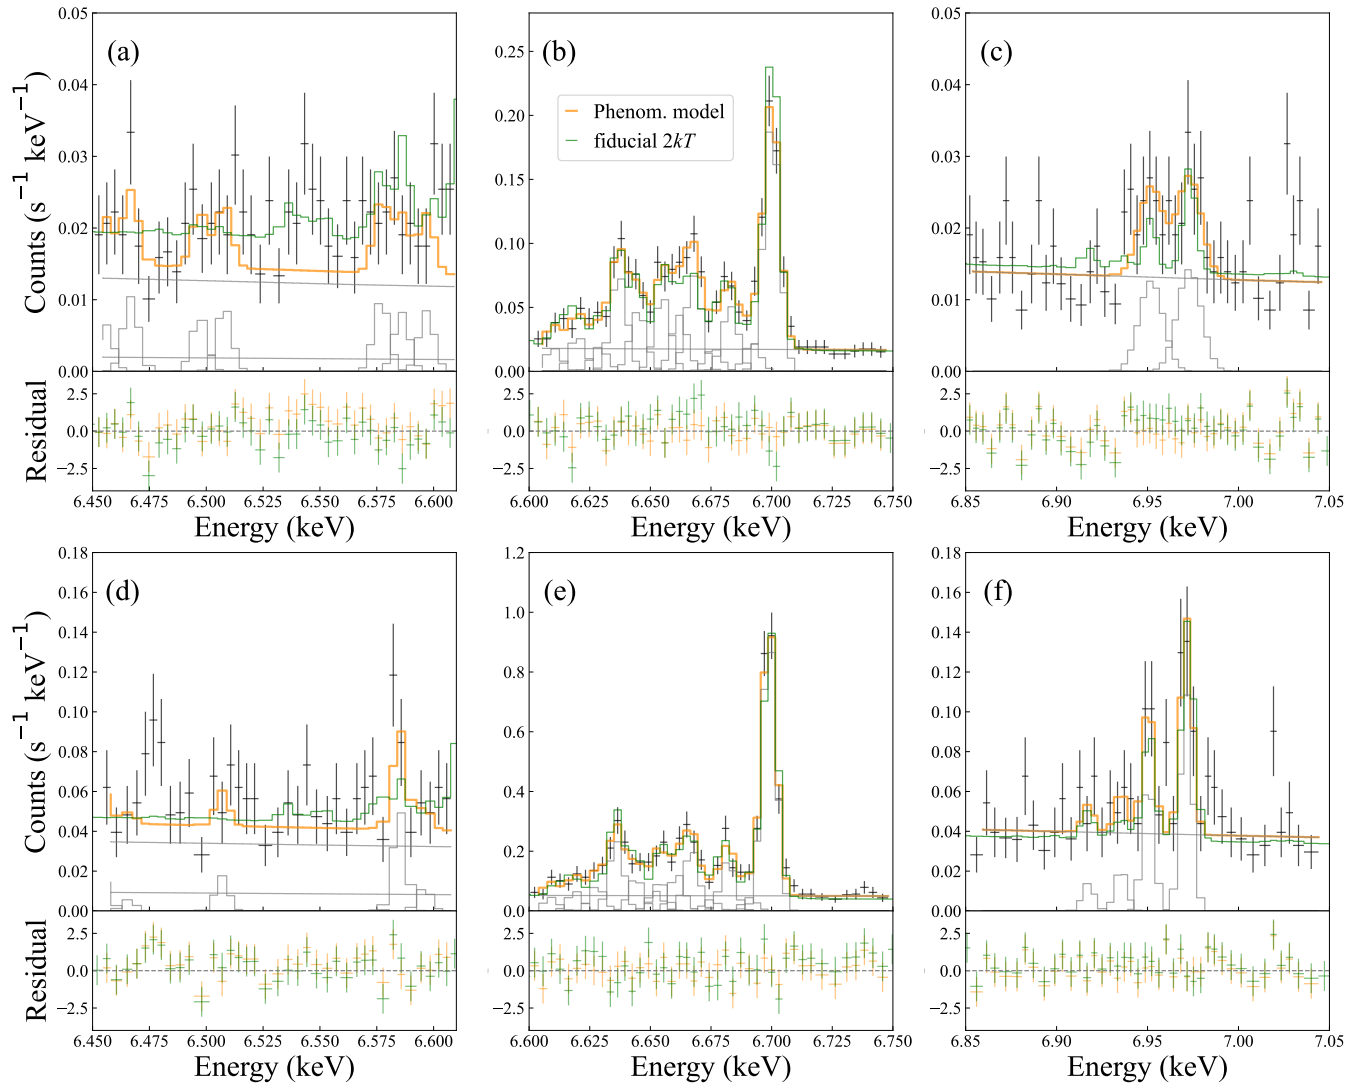 (a)
0.05
0.04
0.03
0.02
0.01
0.00
Counts (s⁻¹ keV⁻¹)
2.5
0.0
−2.5
Residual
6.450 6.475 6.500 6.525 6.550 6.575 6.600
Energy (keV)
(b)
Phenom. model
fiducial 2kT
0.25
0.20
0.15
0.10
0.05
0.00
2.5
0.0
−2.5
6.600 6.625 6.650 6.675 6.700 6.725 6.750
Energy (keV)
(c)
0.05
0.04
0.03
0.02
0.01
0.00
2.5
0.0
−2.5
6.85 6.90 6.95 7.00 7.05
Energy (keV)
(d)
0.18
0.16
0.14
0.12
0.10
0.08
0.06
0.04
0.02
0.00
Counts (s⁻¹ keV⁻¹)
2.5
0.0
−2.5
Residual
6.450 6.475 6.500 6.525 6.550 6.575 6.600
Energy (keV)
(e)
1.2
1.0
0.8
0.6
0.4
0.2
0.0
2.5
0.0
−2.5
6.600 6.625 6.650 6.675 6.700 6.725 6.750
Energy (keV)
(f)
0.18
0.16
0.14
0.12
0.10
0.08
0.06
0.04
0.02
0.00
2.5
0.0
−2.5
6.85 6.90 6.95 7.00 7.05
Energy (keV)